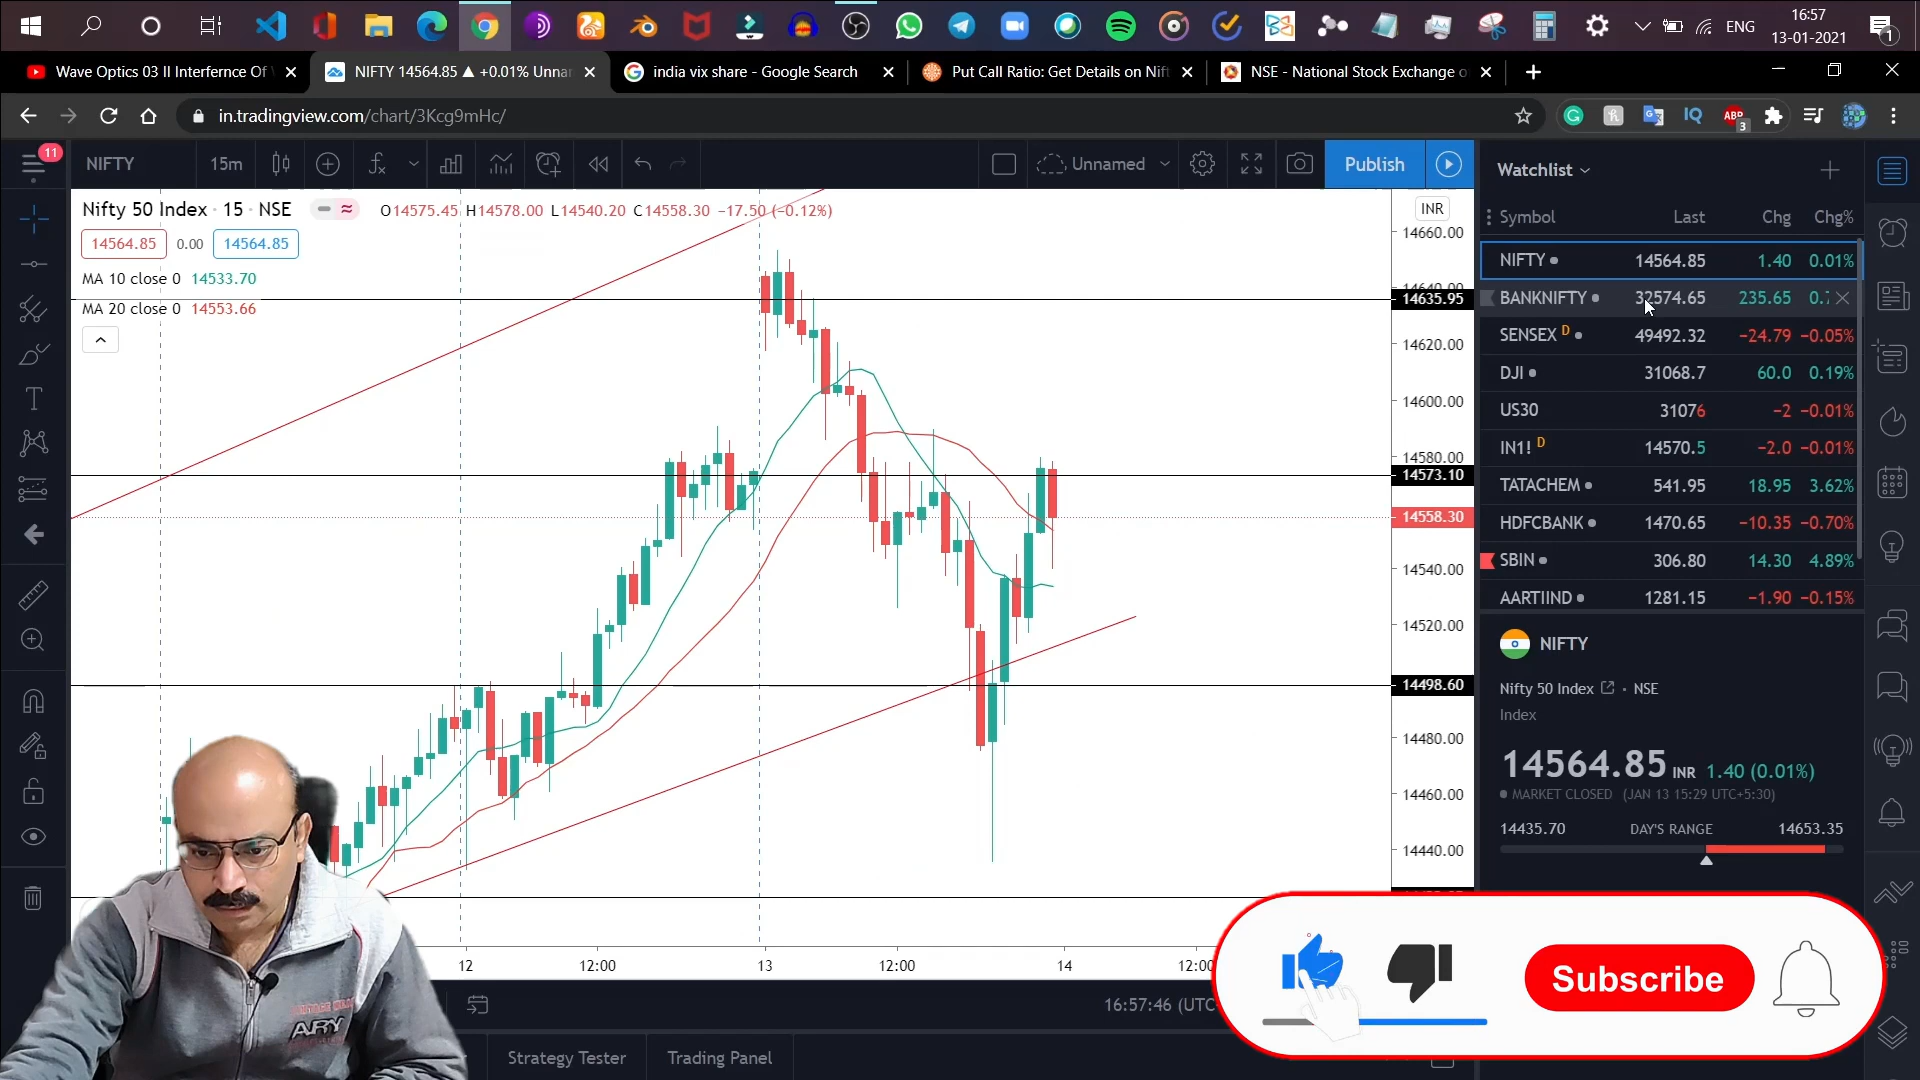 ENG
16:57
13-01-2021
1
Wave Optics 03 II Interfernce Of
NIFTY 14564.85 ▲ +0.01% Unnar
india vix share - Google Search
Put Call Ratio: Get Details on Nift
NSE - National Stock Exchange o
in.tradingview.com/chart/3Kcg9mHc/
ABP
3
11
NIFTY
15m
Unnamed
Publish
Watchlist
Nifty 50 Index · 15 · NSE
O14575.45 H14578.00 L14540.20 C14558.30 −17.50 (−0.12%)
INR
14564.85
0.00
14564.85
MA 10 close 0 14533.70
MA 20 close 0 14553.66
14660.00
14640.00
14635.95
14620.00
14600.00
14580.00
14573.10
14558.30
14540.00
14520.00
14498.60
14480.00
14460.00
14440.00
Symbol Last Chg Chg%
NIFTY 14564.85 1.40 0.01%
BANKNIFTY 32574.65 235.65
SENSEX D 49492.32 −24.79 −0.05%
DJI 31068.7 60.0 0.19%
US30 31076 −2 −0.01%
IN1! D 14570.5 −2.0 −0.01%
TATACHEM 541.95 18.95 3.62%
HDFCBANK 1470.65 −10.35 −0.70%
SBIN 306.80 14.30 4.89%
AARTIIND 1281.15 −1.90 −0.15%
NIFTY
Nifty 50 Index · NSE
Index
14564.85 INR 1.40 (0.01%)
MARKET CLOSED (JAN 13 15:29 UTC+5:30)
14435.70 DAY'S RANGE 14653.35
12
12:00
13
12:00
14
12:00
16:57:46 (UTC
Strategy Tester
Trading Panel
Subscribe
ARY